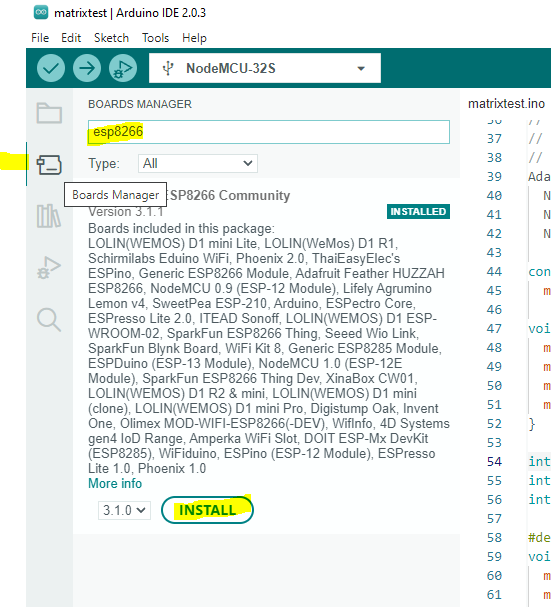 matrixtest | Arduino IDE 2.0.3
File Edit Sketch Tools Help
NodeMCU-32S
BOARDS MANAGER
matrixtest.ino
esp8266
Type: All
Boards Manager
ESP8266 Community
Version 3.1.1
INSTALLED
Boards included in this package:
LOLIN(WEMOS) D1 mini Lite, LOLIN(WeMos) D1 R1,
Schirmilabs Eduino WiFi, Phoenix 2.0, ThaiEasyElec's
ESPino, Generic ESP8266 Module, Adafruit Feather HUZZAH
ESP8266, NodeMCU 0.9 (ESP-12 Module), Lifely Agrumino
Lemon v4, SweetPea ESP-210, Arduino, ESPectro Core,
ESPresso Lite 2.0, ITEAD Sonoff, LOLIN(WEMOS) D1 ESP-
WROOM-02, SparkFun ESP8266 Thing, Seeed Wio Link,
SparkFun Blynk Board, WiFi Kit 8, Generic ESP8285 Module,
ESPDuino (ESP-13 Module), NodeMCU 1.0 (ESP-12E
Module), SparkFun ESP8266 Thing Dev, XinaBox CW01,
LOLIN(WEMOS) D1 R2 & mini, LOLIN(WEMOS) D1 mini
(clone), LOLIN(WEMOS) D1 mini Pro, Digistump Oak, Invent
One, Olimex MOD-WIFI-ESP8266(-DEV), WifInfo, 4D Systems
gen4 IoD Range, Amperka WiFi Slot, DOIT ESP-Mx DevKit
(ESP8285), WiFiduino, ESPino (ESP-12 Module), ESPresso
Lite 1.0, Phoenix 1.0
More info
3.1.0 INSTALL
36 //
37 //
38 //
39 Ada
40 N
41 N
42 N
43
44 con
45 m
46
47 voi
48 m
49 m
50 m
51 m
52 }
53
54 int
55 int
56 int
57
58 #de
59 voi
60 m
61 m